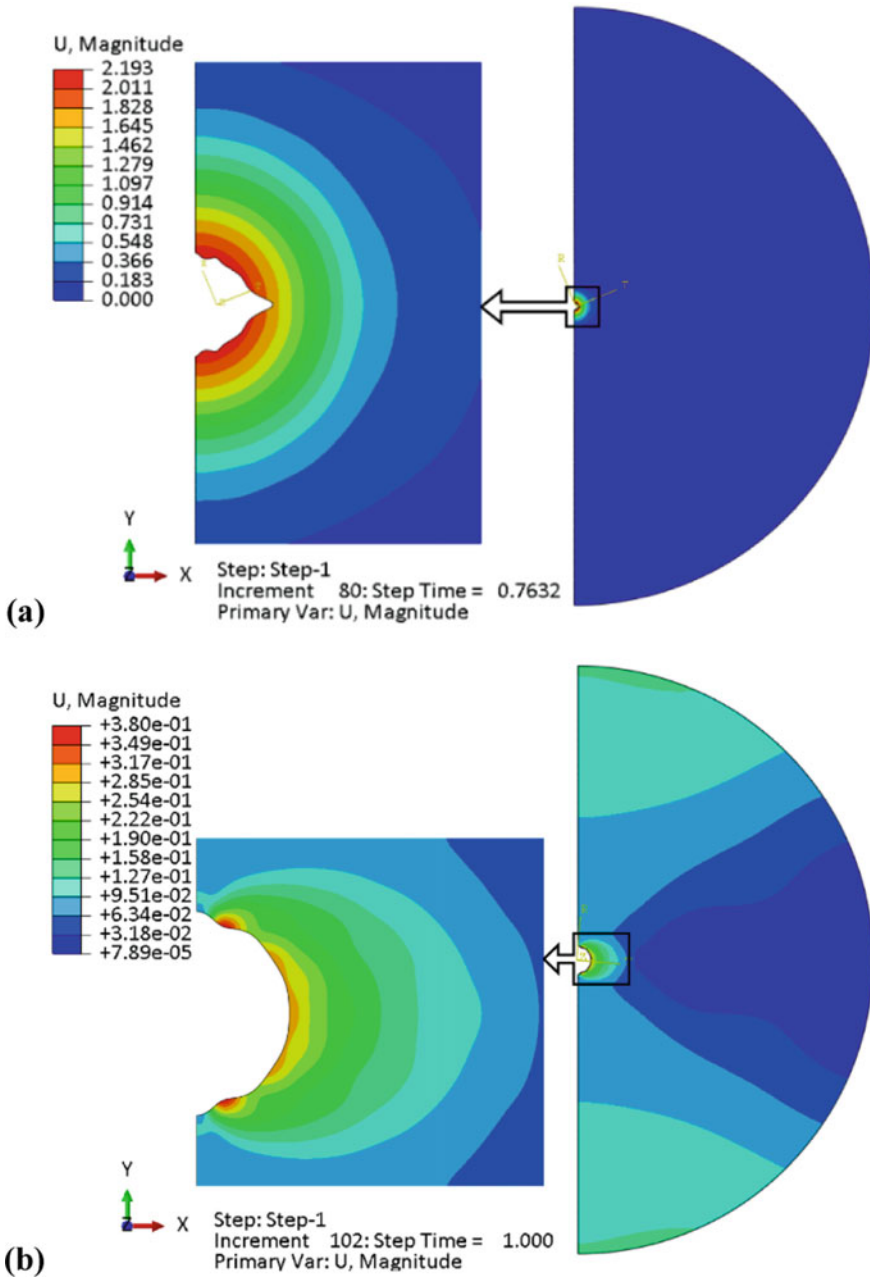 U, Magnitude
2.193
2.011
1.828
1.645
1.462
1.279
1.097
0.914
0.731
0.548
0.366
0.183
0.000
Y
Z X
Step: Step-1
Increment 80: Step Time = 0.7632
Primary Var: U, Magnitude
(a)
U, Magnitude
+3.80e-01
+3.49e-01
+3.17e-01
+2.85e-01
+2.54e-01
+2.22e-01
+1.90e-01
+1.58e-01
+1.27e-01
+9.51e-02
+6.34e-02
+3.18e-02
+7.89e-05
Y
Z X
Step: Step-1
Increment 102: Step Time = 1.000
Primary Var: U, Magnitude
(b)